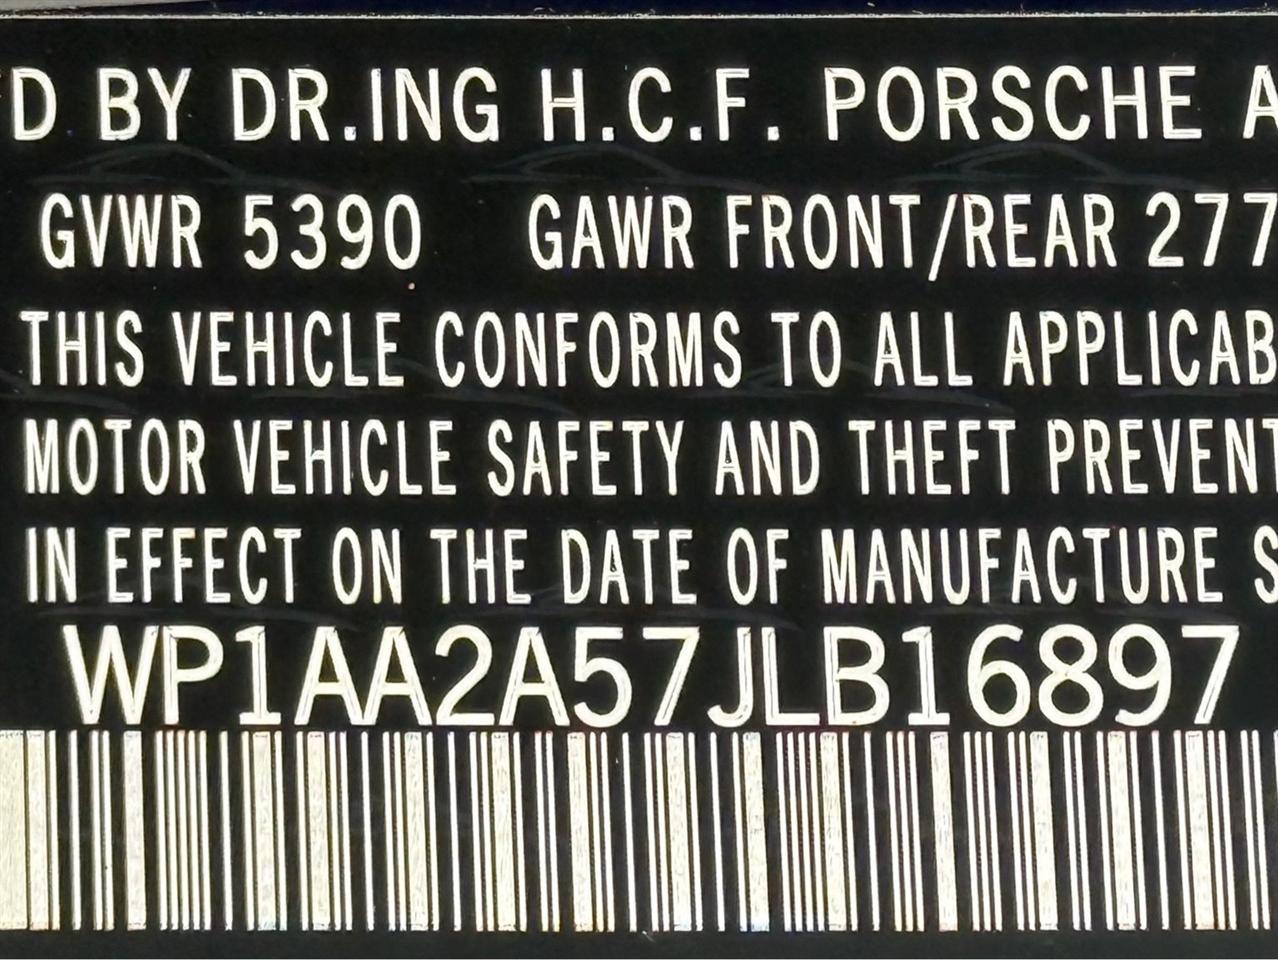 D BY DR.ING H.C.F. PORSCHE A
GVWR 5390 GAWR FRONT/REAR 277
THIS VEHICLE CONFORMS TO ALL APPLICAB
MOTOR VEHICLE SAFETY AND THEFT PREVENT
IN EFFECT ON THE DATE OF MANUFACTURE S
WP1AA2A57JLB16897